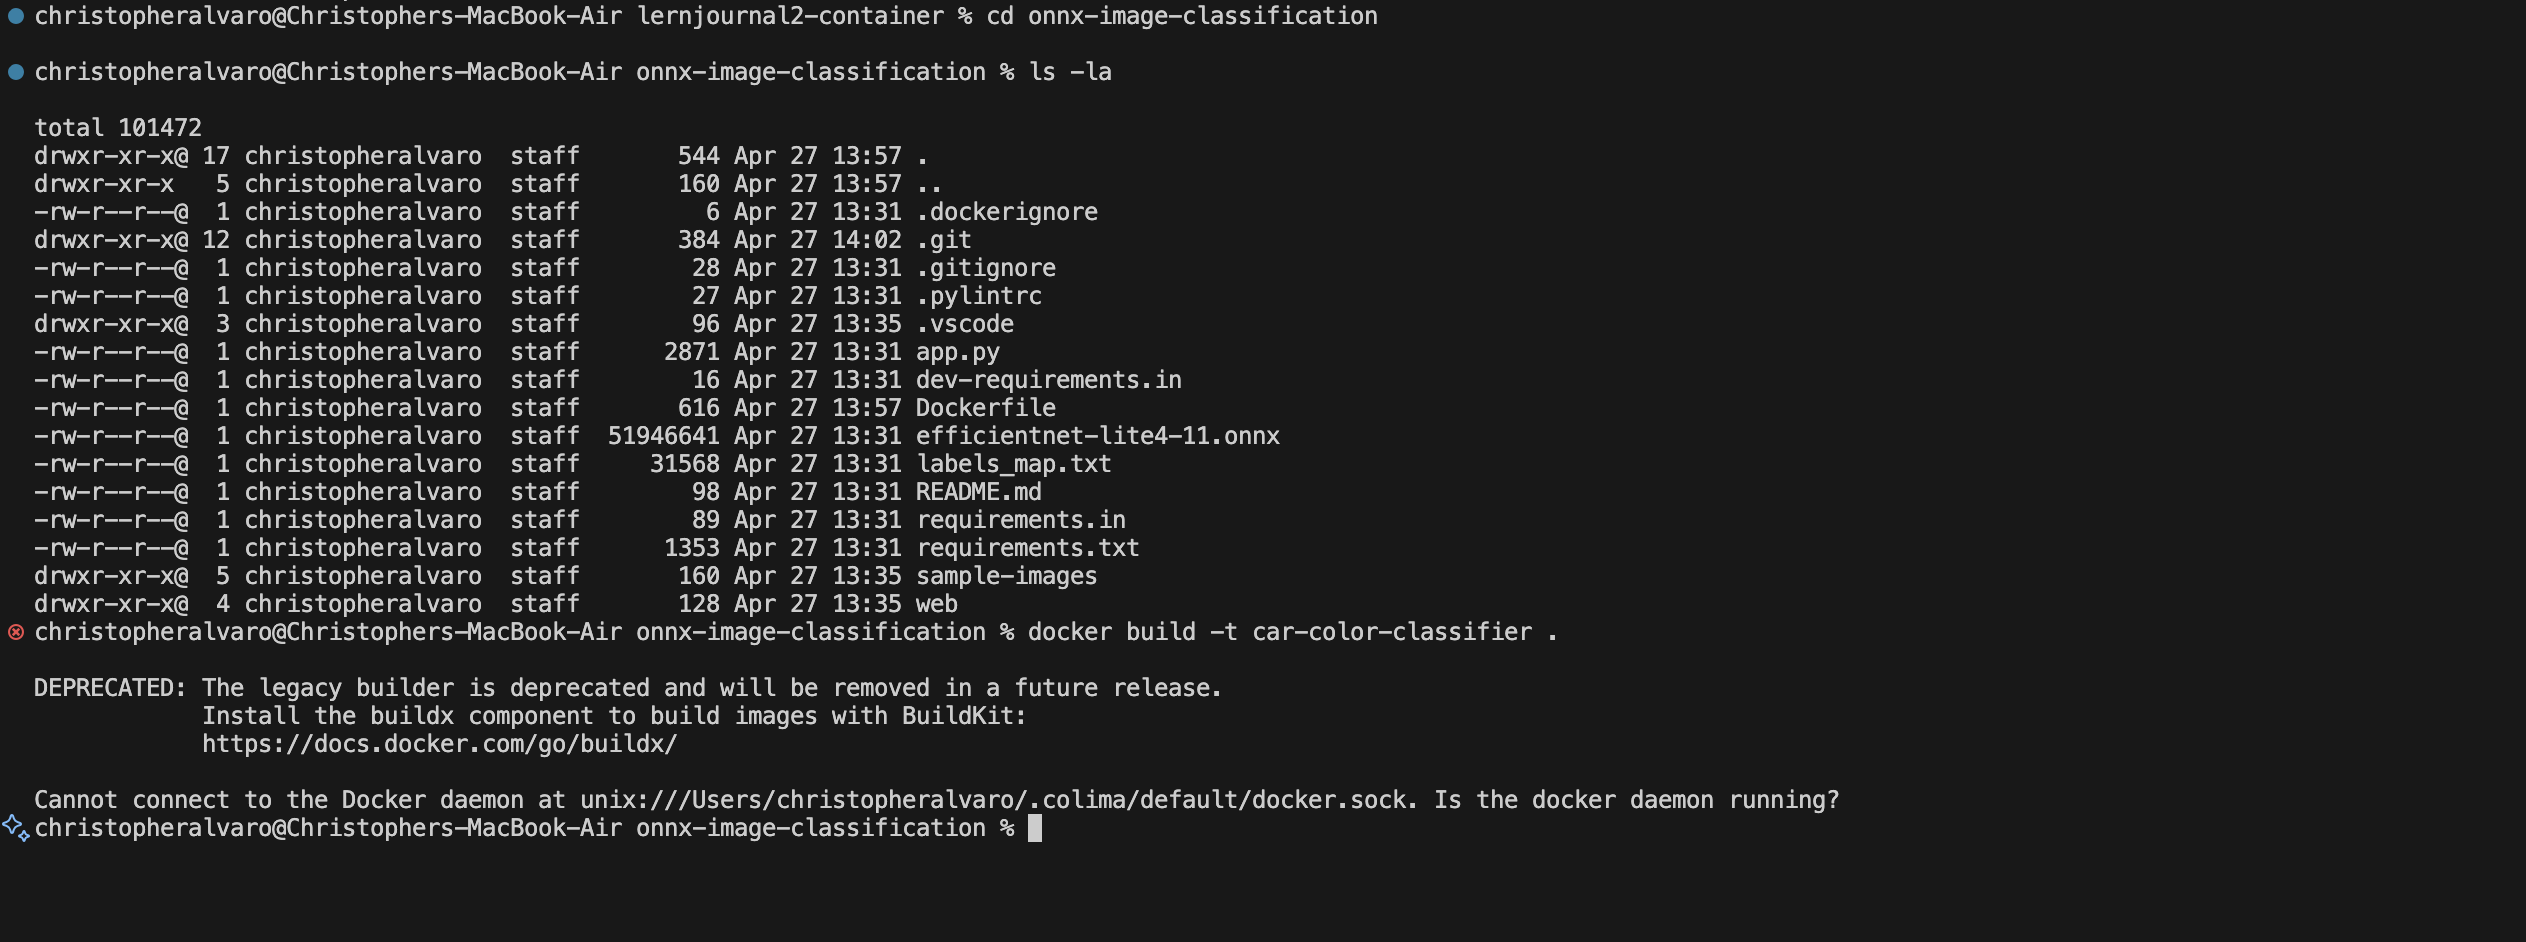 christopheralvaro@Christophers-MacBook-Air lernjournal2-container % cd onnx-image-classification
christopheralvaro@Christophers-MacBook-Air onnx-image-classification % ls -la
total 101472
drwxr-xr-x@ 17 christopheralvaro  staff       544 Apr 27 13:57 .
drwxr-xr-x   5 christopheralvaro  staff       160 Apr 27 13:57 ..
-rw-r--r--@  1 christopheralvaro  staff         6 Apr 27 13:31 .dockerignore
drwxr-xr-x@ 12 christopheralvaro  staff       384 Apr 27 14:02 .git
-rw-r--r--@  1 christopheralvaro  staff        28 Apr 27 13:31 .gitignore
-rw-r--r--@  1 christopheralvaro  staff        27 Apr 27 13:31 .pylintrc
drwxr-xr-x@  3 christopheralvaro  staff        96 Apr 27 13:35 .vscode
-rw-r--r--@  1 christopheralvaro  staff      2871 Apr 27 13:31 app.py
-rw-r--r--@  1 christopheralvaro  staff        16 Apr 27 13:31 dev-requirements.in
-rw-r--r--@  1 christopheralvaro  staff       616 Apr 27 13:57 Dockerfile
-rw-r--r--@  1 christopheralvaro  staff  51946641 Apr 27 13:31 efficientnet-lite4-11.onnx
-rw-r--r--@  1 christopheralvaro  staff     31568 Apr 27 13:31 labels_map.txt
-rw-r--r--@  1 christopheralvaro  staff        98 Apr 27 13:31 README.md
-rw-r--r--@  1 christopheralvaro  staff        89 Apr 27 13:31 requirements.in
-rw-r--r--@  1 christopheralvaro  staff      1353 Apr 27 13:31 requirements.txt
drwxr-xr-x@  5 christopheralvaro  staff       160 Apr 27 13:35 sample-images
drwxr-xr-x@  4 christopheralvaro  staff       128 Apr 27 13:35 web
christopheralvaro@Christophers-MacBook-Air onnx-image-classification % docker build -t car-color-classifier .
DEPRECATED: The legacy builder is deprecated and will be removed in a future release.
            Install the buildx component to build images with BuildKit:
            https://docs.docker.com/go/buildx/
Cannot connect to the Docker daemon at unix:///Users/christopheralvaro/.colima/default/docker.sock. Is the docker daemon running?
christopheralvaro@Christophers-MacBook-Air onnx-image-classification %